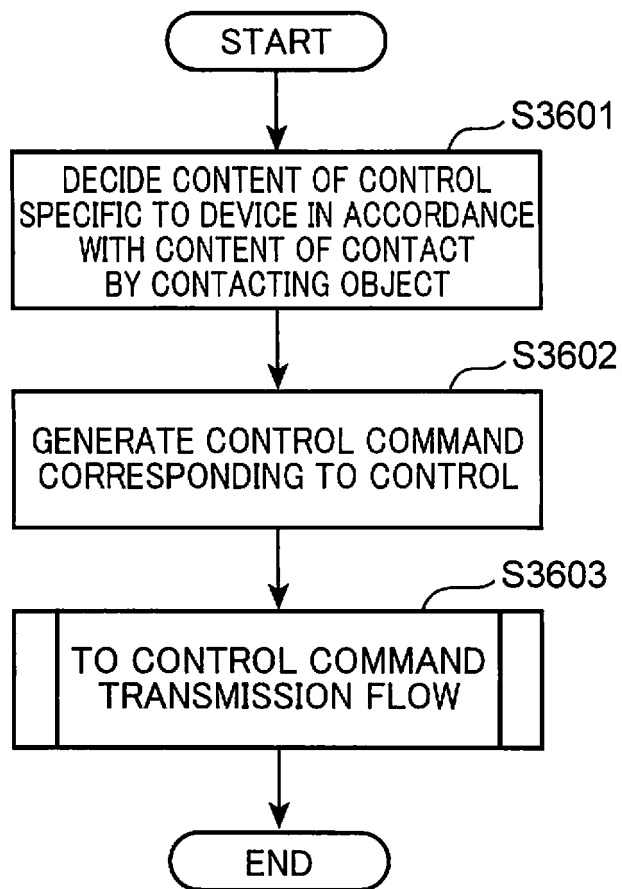 START
S3601
DECIDE CONTENT OF CONTROL
SPECIFIC TO DEVICE IN ACCORDANCE
WITH CONTENT OF CONTACT
BY CONTACTING OBJECT
S3602
GENERATE CONTROL COMMAND
CORRESPONDING TO CONTROL
S3603
TO CONTROL COMMAND
TRANSMISSION FLOW
END